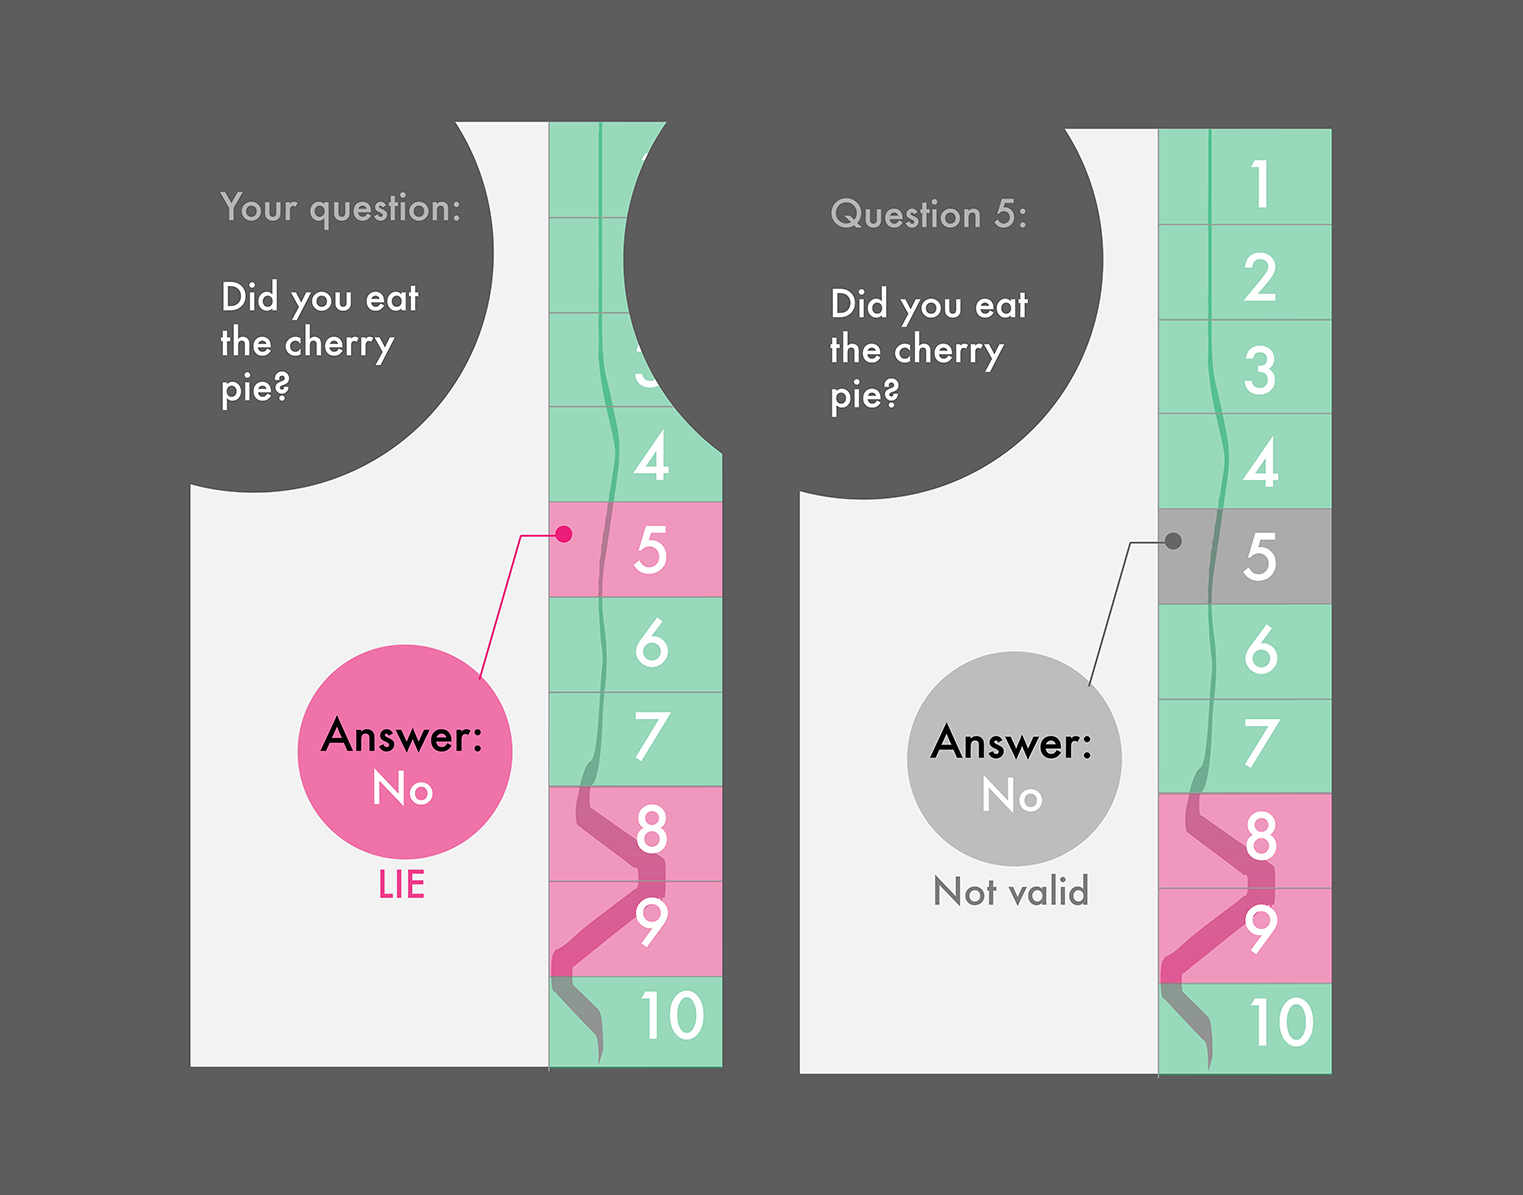 Your question:
Did you eat
the cherry
pie?
4
5
6
7
8
9
10
Answer:
No
LIE
Question 5:
Did you eat
the cherry
pie?
1
2
3
4
5
6
7
8
9
10
Answer:
No
Not valid